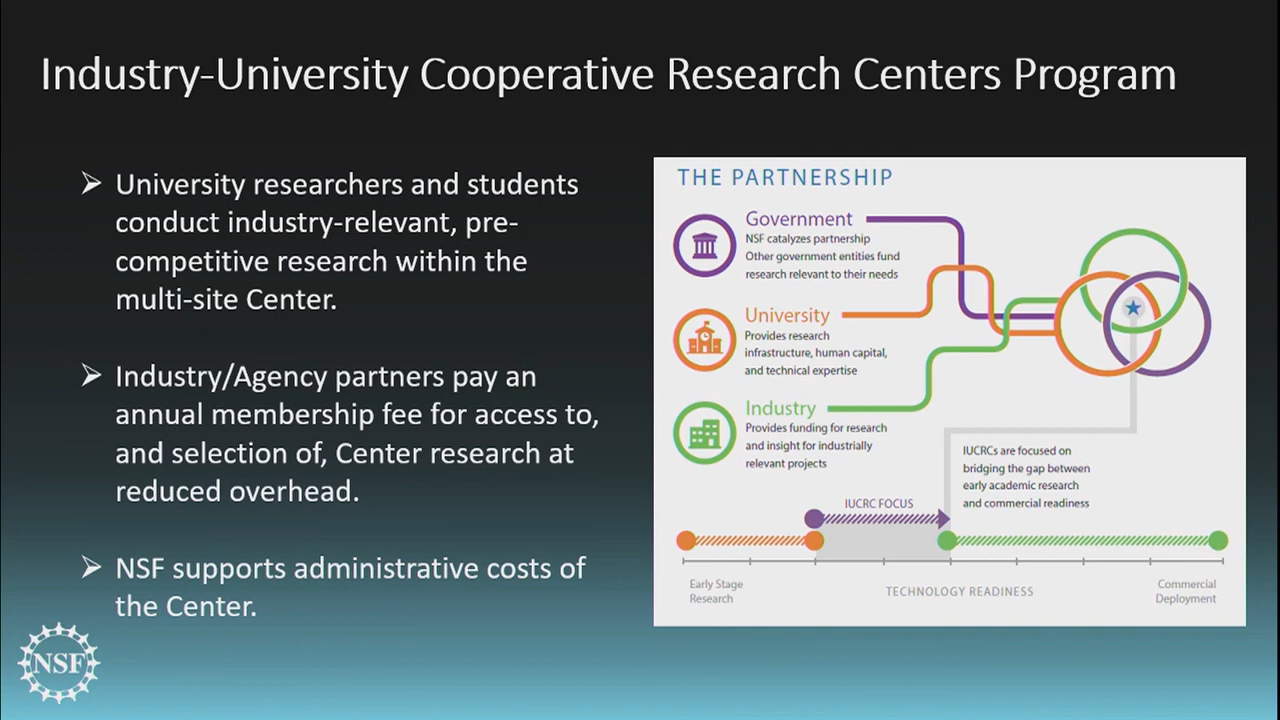 Industry-University Cooperative Research Centers Program
University researchers and students
conduct industry-relevant, pre-
competitive research within the
multi-site Center.
Industry/Agency partners pay an
annual membership fee for access to,
and selection of, Center research at
reduced overhead.
NSF supports administrative costs of
the Center.
NSF
THE PARTNERSHIP
Government
NSF catalyzes partnership
Other government entities fund
research relevant to their needs
University
Provides research
infrastructure, human capital,
and technical expertise
Industry
Provides funding for research
and insight for industrially
relevant projects
IUCRCs are focused on
bridging the gap between
early academic research
and commercial readiness
IUCRC FOCUS
Early Stage
Research
TECHNOLOGY READINESS
Commercial
Deployment